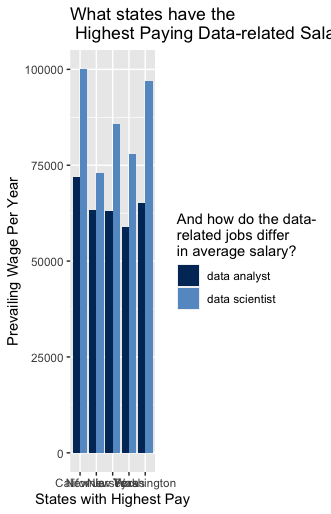 What states have the
Highest Paying Data-related
100000
75000
50000
25000
0
Prevailing Wage Per Year
States with Highest Pay
And how do the data-
related jobs differ
in average salary?
data analyst
data scientist